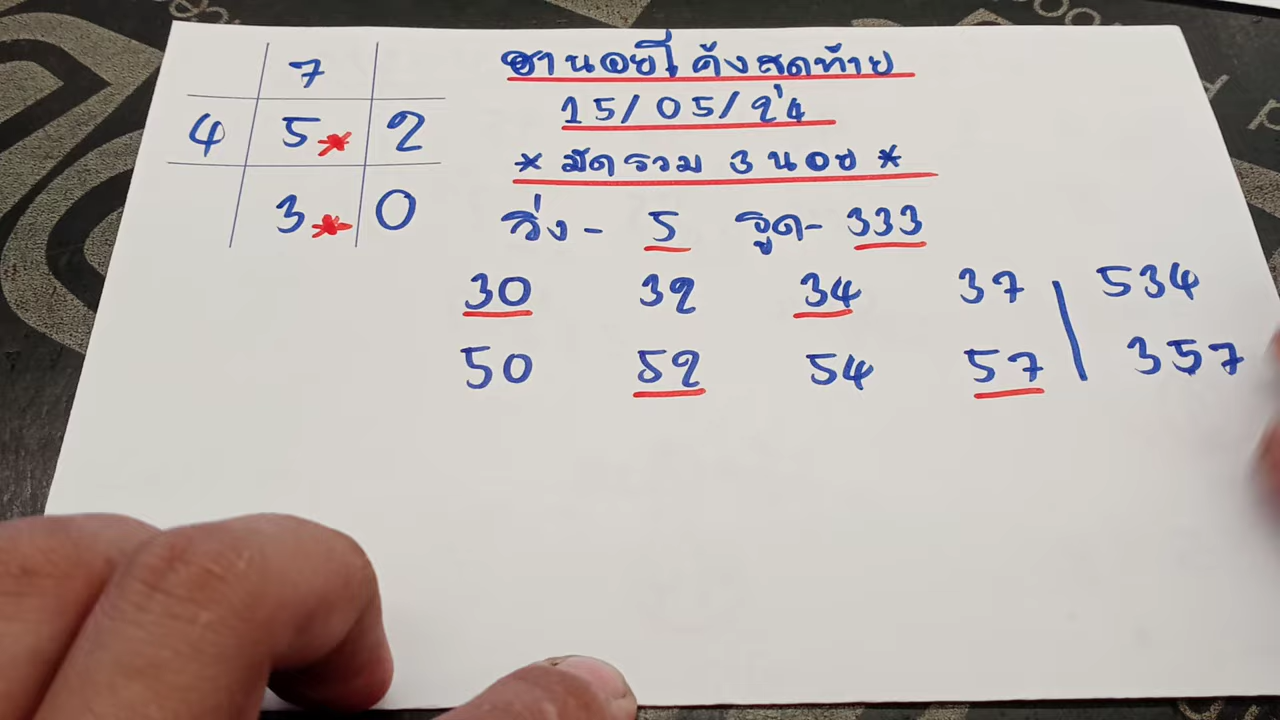 7
4 5* 2
3* 0
ฮานอยโค้งสุดท้าย
15/05/24
* มัดรวม 3 นอย *
วิ่ง - 5 รูด - 333
30 32 34 37 | 534
50 52 54 57 | 357